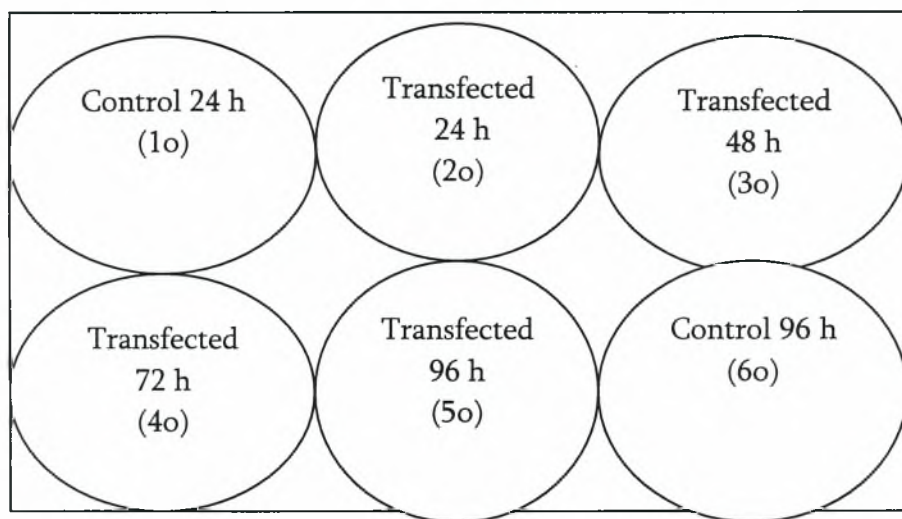 Control 24 h
(1o)
Transfected
24 h
(2o)
Transfected
48 h
(3o)
Transfected
72 h
(4o)
Transfected
96 h
(5o)
Control 96 h
(6o)